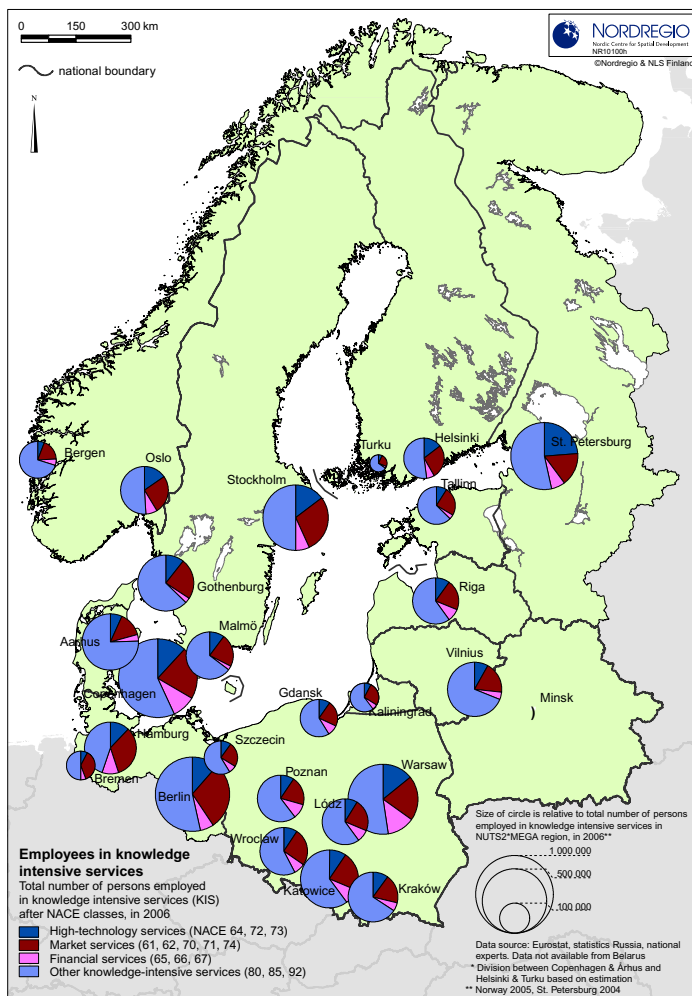 0 150 300 km
national boundary
N
NORDREGIO
Nordic Centre for Spatial Development
NR10100h
©Nordregio & NLS Finland
Bergen
Oslo
Stockholm
Turku
Helsinki
St. Petersburg
Tallinn
Gothenburg
Riga
Aarhus
Malmö
Copenhagen
Vilnius
Minsk
Gdansk
Kaliningrad
Hamburg
Szczecin
Bremen
Berlin
Poznan
Warsaw
Lódz
Wroclaw
Katowice
Kraków
Employees in knowledge
intensive services
Total number of persons employed
in knowledge intensive services (KIS)
after NACE classes, in 2006
High-technology services (NACE 64, 72, 73)
Market services (61, 62, 70, 71, 74)
Financial services (65, 66, 67)
Other knowledge-intensive services (80, 85, 92)
Size of circle is relative to total number of persons
employed in knowledge intensive services in
NUTS2*MEGA region, in 2006**
1 000 000
500 000
100 000
Data source: Eurostat, statistics Russia, national
experts. Data not available from Belarus
* Division between Copenhagen & Århus and
Helsinki & Turku based on estimation
** Norway 2005, St. Petersburg 2004